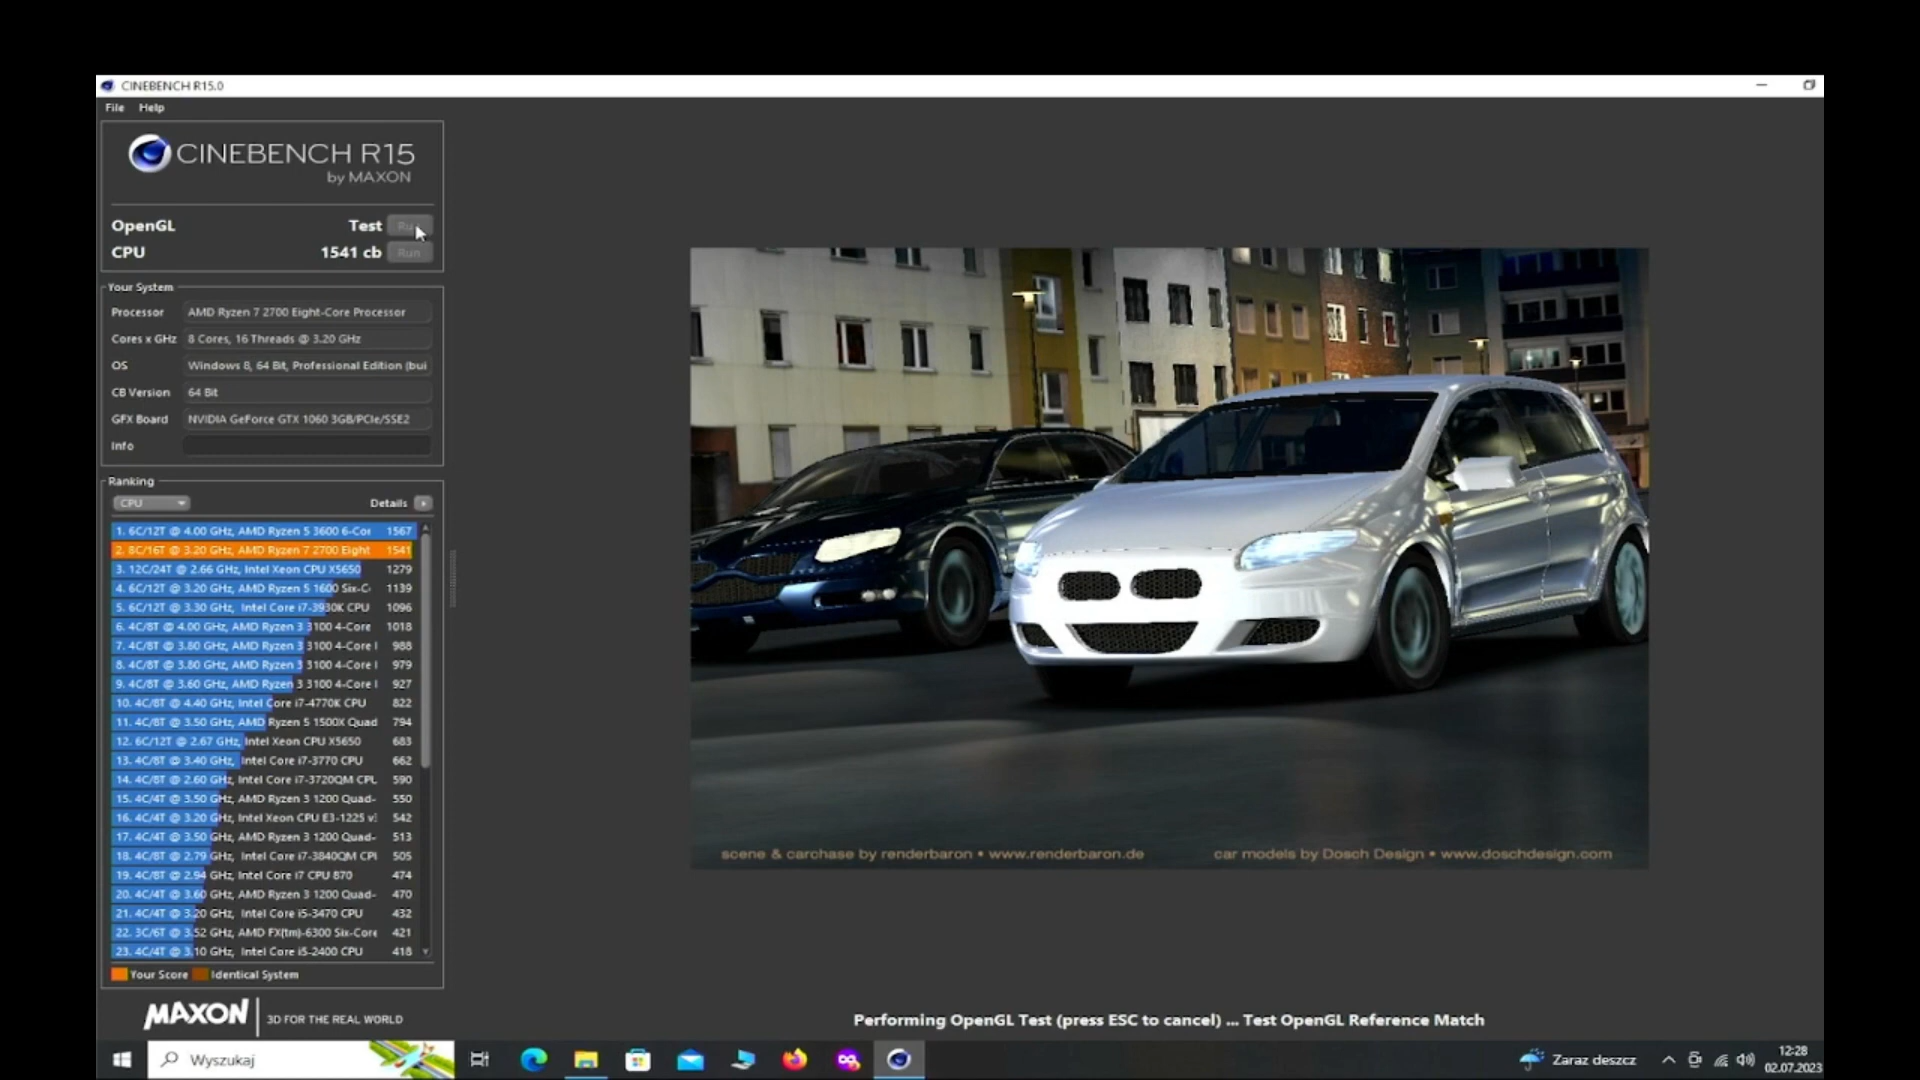 CINEBENCH R15.0
File Help
CINEBENCH R15
by MAXON
OpenGL Test
CPU 1541 cb Run
Your System
Processor AMD Ryzen 7 2700 Eight-Core Processor
Cores x GHz 8 Cores, 16 Threads @ 3.20 GHz
OS Windows 8, 64 Bit, Professional Edition (bui
CB Version 64 Bit
GFX Board NVIDIA GeForce GTX 1060 3GB/PCIe/SSE2
Info
Ranking
CPU Details
1. 6C/12T @ 4.00 GHz, AMD Ryzen 5 3600 6-Cor 1567
2. 8C/16T @ 3.20 GHz, AMD Ryzen 7 2700 Eight 1541
3. 12C/24T @ 2.66 GHz, Intel Xeon CPU X5650 1279
4. 6C/12T @ 3.20 GHz, AMD Ryzen 5 1600 Six-C 1139
5. 6C/12T @ 3.30 GHz, Intel Core i7-3930K CPU 1096
6. 4C/8T @ 4.00 GHz, AMD Ryzen 3 3100 4-Core 1018
7. 4C/8T @ 3.80 GHz, AMD Ryzen 3 3100 4-Core 988
8. 4C/8T @ 3.80 GHz, AMD Ryzen 3 3100 4-Core 979
9. 4C/8T @ 3.60 GHz, AMD Ryzen 3 3100 4-Core 927
10. 4C/8T @ 4.40 GHz, Intel Core i7-4770K CPU 822
11. 4C/8T @ 3.50 GHz, AMD Ryzen 5 1500X Quad 794
12. 6C/12T @ 2.67 GHz, Intel Xeon CPU X5650 683
13. 4C/8T @ 3.40 GHz, Intel Core i7-3770 CPU 662
14. 4C/8T @ 2.60 GHz, Intel Core i7-3720QM CPU 590
15. 4C/4T @ 3.50 GHz, AMD Ryzen 3 1200 Quad- 550
16. 4C/4T @ 3.20 GHz, Intel Xeon CPU E3-1225 v 542
17. 4C/4T @ 3.50 GHz, AMD Ryzen 3 1200 Quad- 513
18. 4C/8T @ 2.79 GHz, Intel Core i7-3840QM CPU 505
19. 4C/8T @ 2.94 GHz, Intel Core i7 CPU 870 474
20. 4C/4T @ 3.60 GHz, AMD Ryzen 3 1200 Quad- 470
21. 4C/4T @ 3.20 GHz, Intel Core i5-3470 CPU 432
22. 3C/6T @ 3.52 GHz, AMD FX(tm)-6300 Six-Core 421
23. 4C/4T @ 3.10 GHz, Intel Core i5-2400 CPU 418
Your Score Identical System
MAXON 3D FOR THE REAL WORLD
scene & carchase by renderbaron • www.renderbaron.de car models by Dosch Design • www.doschdesign.com
Performing OpenGL Test (press ESC to cancel) ... Test OpenGL Reference Match
Wyszukaj
Zaraz deszcz
12:28
02.07.2023